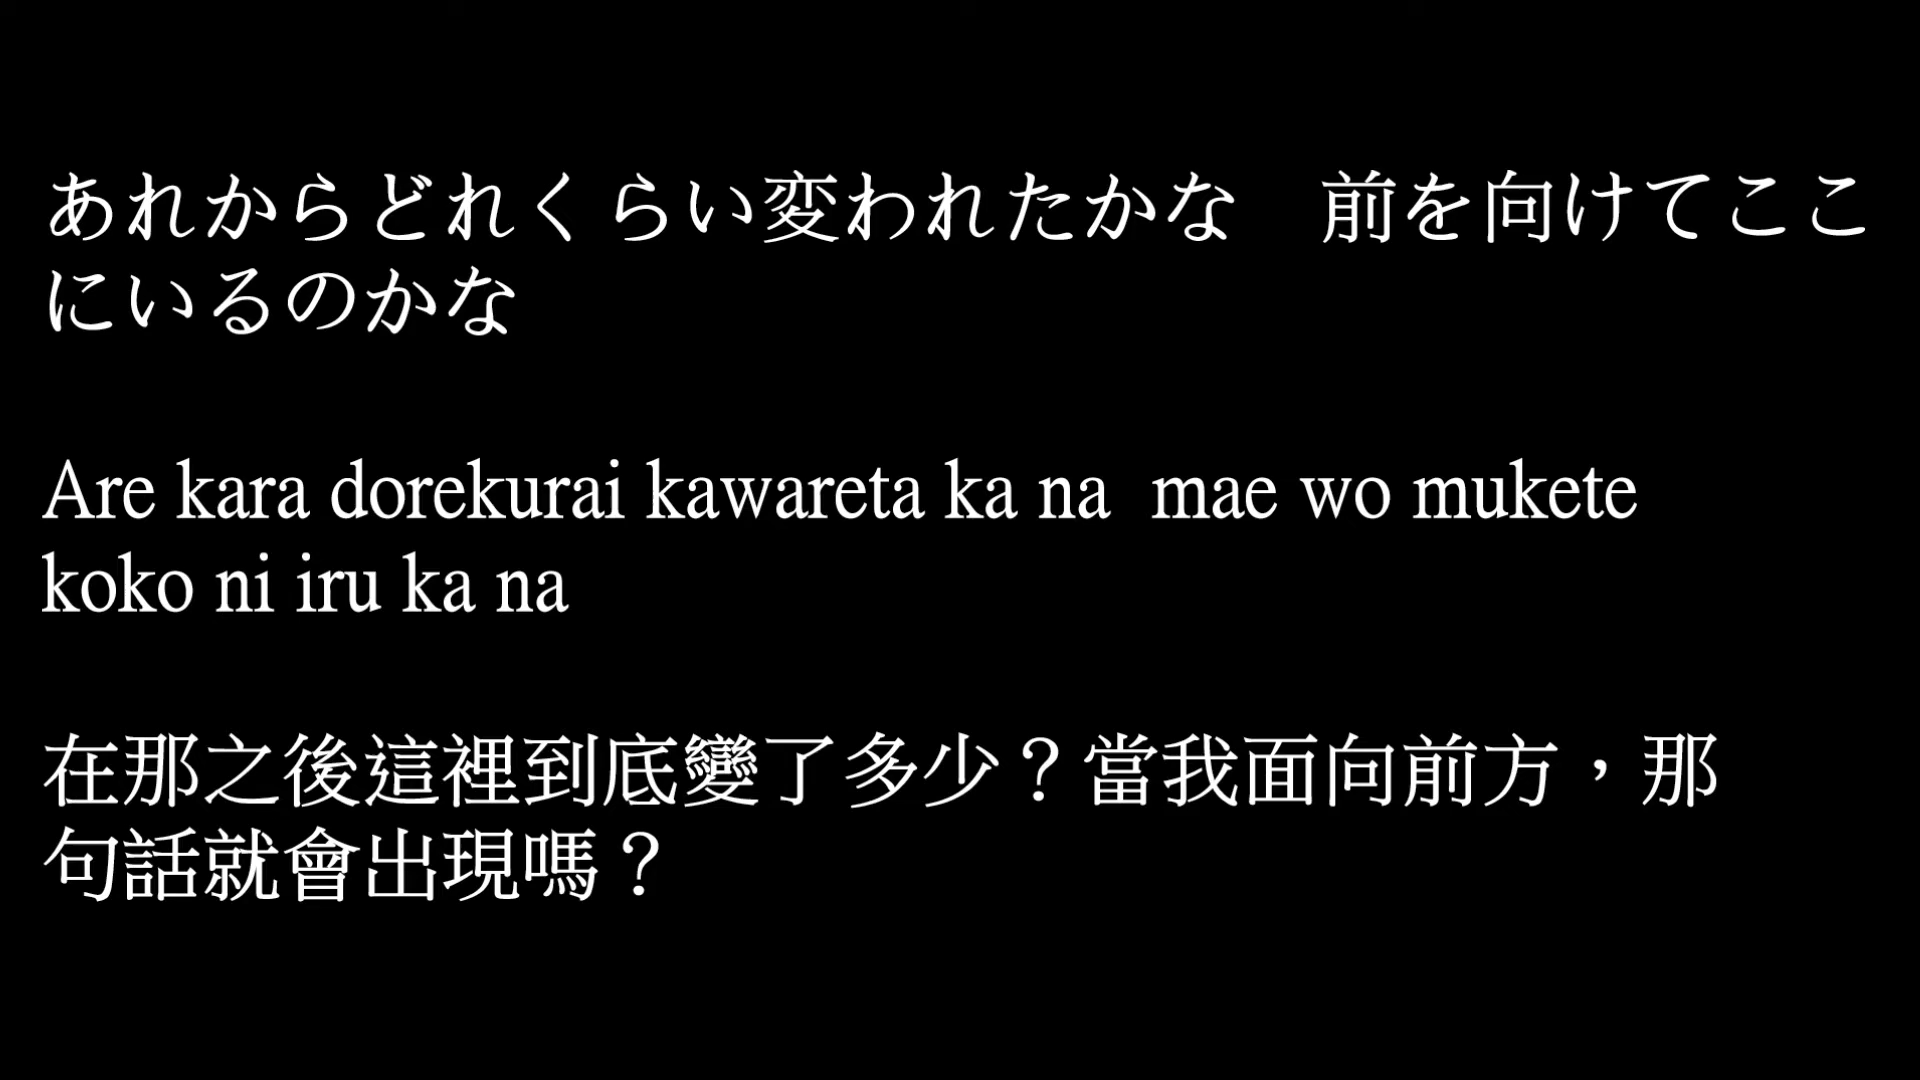 あれからどれくらい変われたかな　前を向けてここ
にいるのかな
Are kara dorekurai kawareta ka na  mae wo mukete
koko ni iru ka na
在那之後這裡到底變了多少？當我面向前方，那
句話就會出現嗎？